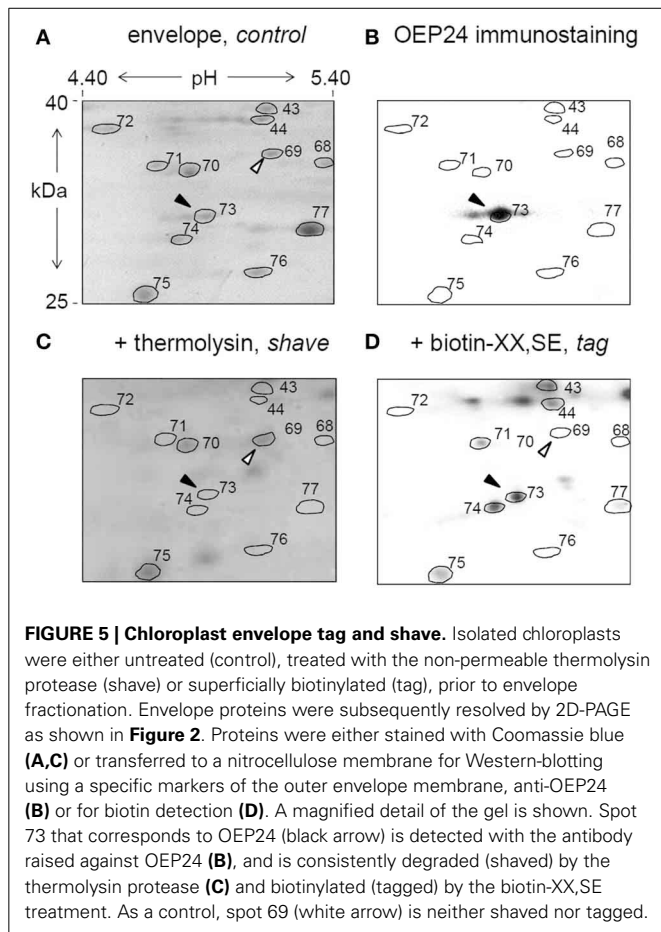 A envelope, control
4.40 ← pH → 5.40
40
kDa
25
72
43
44
71
70
69
68
73
74
77
76
75
B OEP24 immunostaining
72
43
44
71
70
69
68
73
74
77
76
75
C + thermolysin, shave
72
43
44
71
70
69
68
73
74
77
76
75
D + biotin-XX,SE, tag
72
43
44
71
70
69
68
73
74
77
76
75
FIGURE 5 | Chloroplast envelope tag and shave. Isolated chloroplasts
were either untreated (control), treated with the non-permeable thermolysin
protease (shave) or superficially biotinylated (tag), prior to envelope
fractionation. Envelope proteins were subsequently resolved by 2D-PAGE
as shown in Figure 2. Proteins were either stained with Coomassie blue
(A,C) or transferred to a nitrocellulose membrane for Western-blotting
using a specific markers of the outer envelope membrane, anti-OEP24
(B) or for biotin detection (D). A magnified detail of the gel is shown. Spot
73 that corresponds to OEP24 (black arrow) is detected with the antibody
raised against OEP24 (B), and is consistently degraded (shaved) by the
thermolysin protease (C) and biotinylated (tagged) by the biotin-XX,SE
treatment. As a control, spot 69 (white arrow) is neither shaved nor tagged.